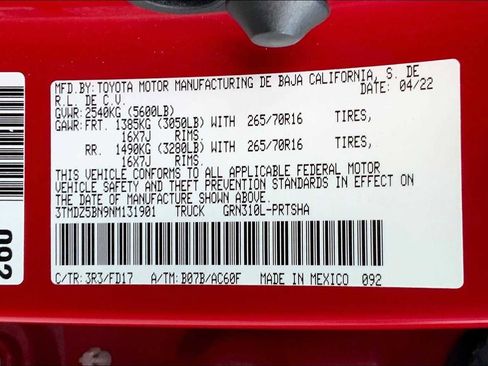 MFD.BY:TOYOTA MOTOR MANUFACTURING DE BAJA CALIFORNIA, S. DE
R.L. DE C.V. DATE: 04/22
GVWR:2540KG (5600LB)
GAWR:FRT. 1385KG (3050LB) WITH 265/70R16 TIRES,
16X7J RIMS.
RR. 1490KG (3280LB) WITH 265/70R16 TIRES,
16X7J RIMS.
THIS VEHICLE CONFORMS TO ALL APPLICABLE FEDERAL MOTOR
VEHICLE SAFETY AND THEFT PREVENTION STANDARDS IN EFFECT ON
THE DATE OF MANUFACTURE SHOWN ABOVE.
3TMDZ5BN9NM131901 TRUCK GRN310L-PRTSHA
C/TR: 3R3/FD17 A/TM: B07B/AC60F MADE IN MEXICO 092
092